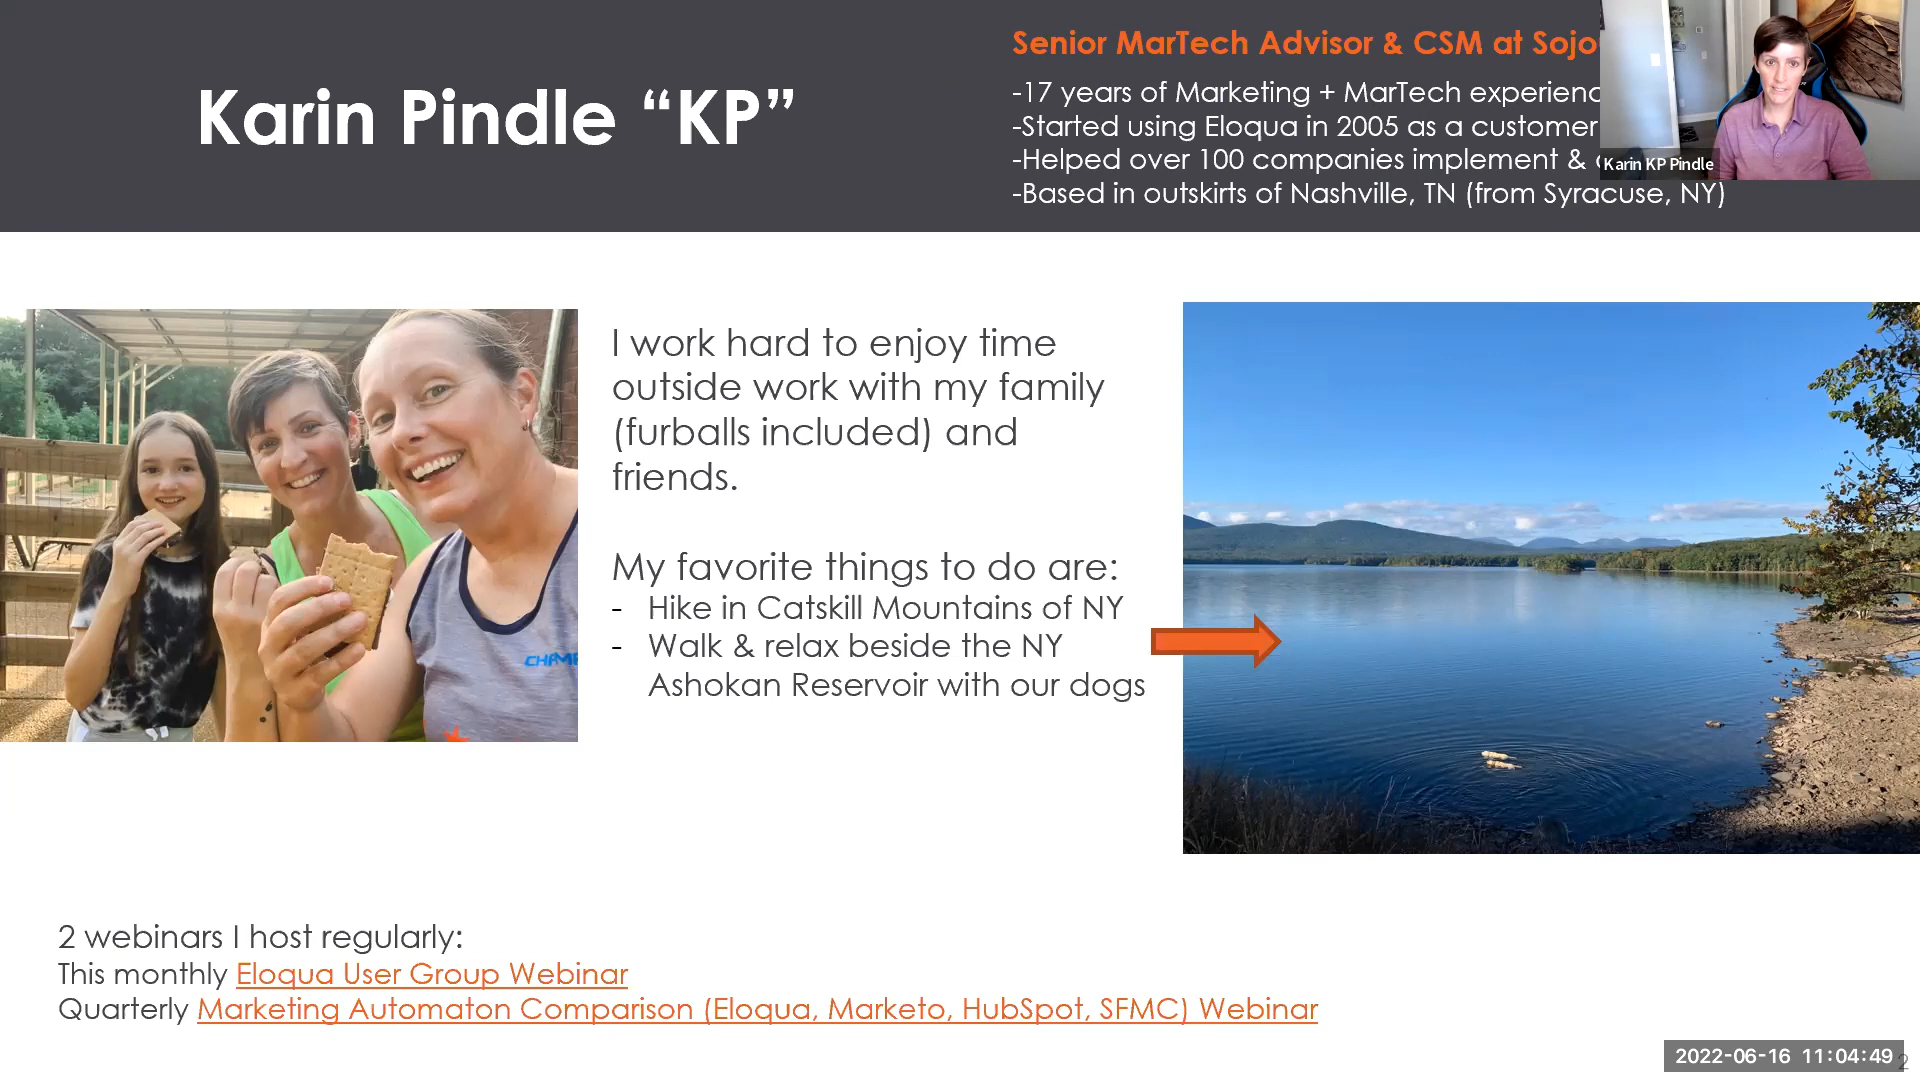 Karin Pindle “KP”
Senior MarTech Advisor & CSM at
-17 years of Marketing + MarTech
-Started using Eloqua in 2005 as a customer
-Helped over 100 companies implement &
-Based in outskirts of Nashville, TN (from Syracuse, NY)
Karin KP Pindle
I work hard to enjoy time
outside work with my family
(furballs included) and
friends.
My favorite things to do are:
- Hike in Catskill Mountains of NY
- Walk & relax beside the NY
Ashokan Reservoir with our dogs
2 webinars I host regularly:
This monthly Eloqua User Group Webinar
Quarterly Marketing Automaton Comparison (Eloqua, Marketo, HubSpot, SFMC) Webinar
2022-06-16 11:04:49
2